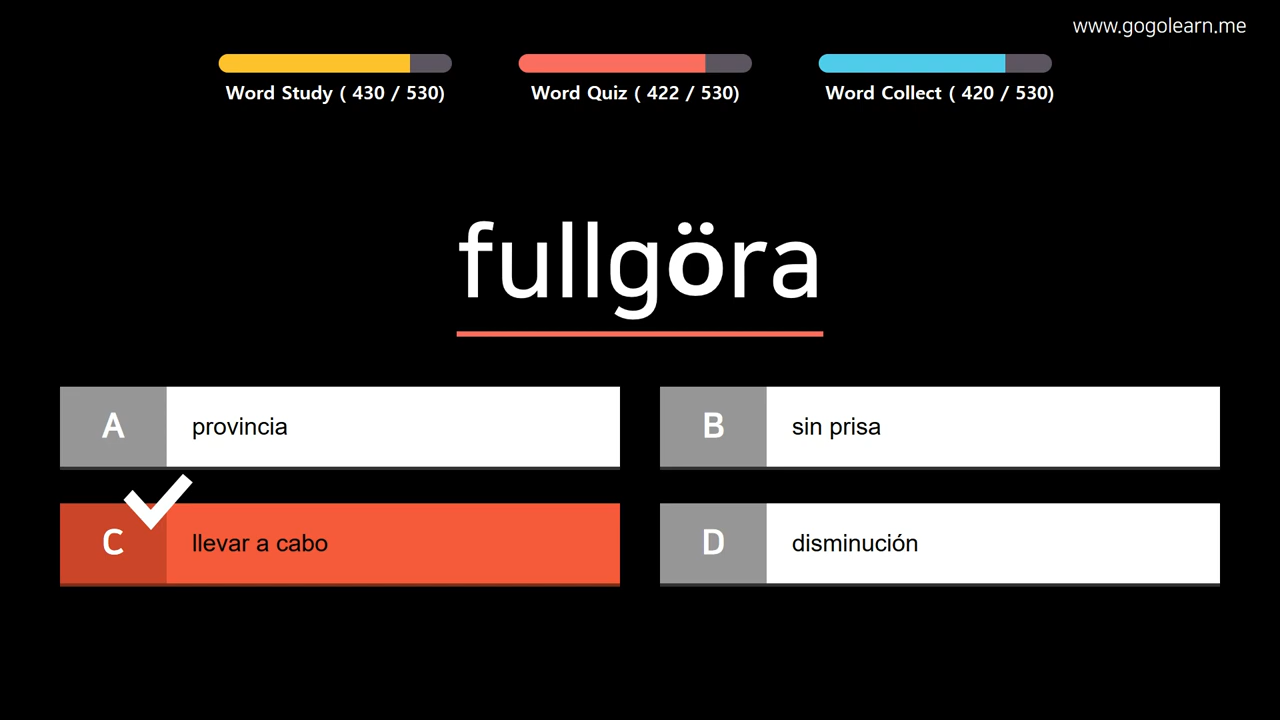 www.gogolearn.me
Word Study ( 430 / 530)
Word Quiz ( 422 / 530)
Word Collect ( 420 / 530)
fullgöra
A provincia
B sin prisa
C llevar a cabo
D disminución